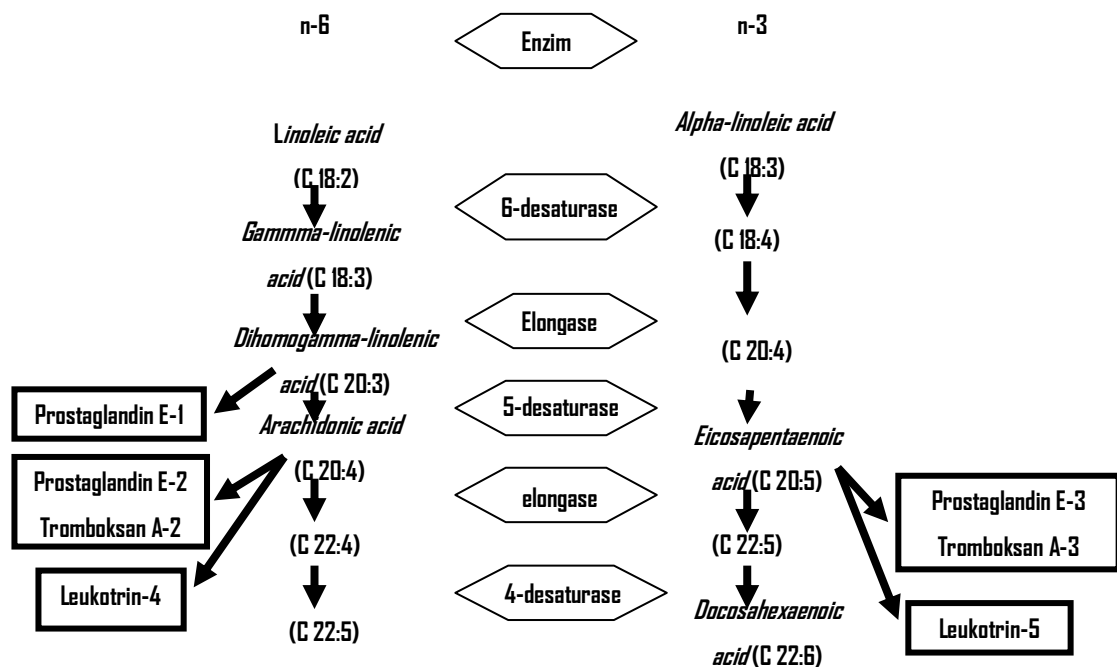 n-6
Enzim
n-3
Linoleic acid
(C 18:2)
Gammma-linolenic
acid (C 18:3)
Dihomogamma-linolenic
acid (C 20:3)
Arachidonic acid
(C 20:4)
(C 22:4)
(C 22:5)
Prostaglandin E-1
Prostaglandin E-2
Tromboksan A-2
Leukotrin-4
6-desaturase
Elongase
5-desaturase
elongase
4-desaturase
Alpha-linoleic acid
(C 18:3)
(C 18:4)
(C 20:4)
Eicosapentaenoic
acid (C 20:5)
(C 22:5)
Docosahexaenoic
acid (C 22:6)
Prostaglandin E-3
Tromboksan A-3
Leukotrin-5